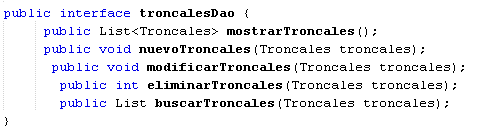 public interface troncalesDao {
public List<Troncales> mostrarTroncales();
public void nuevoTroncales(Troncales troncales);
public void modificarTroncales(Troncales troncales);
public int eliminarTroncales(Troncales troncales);
public List buscarTroncales(Troncales troncales);
}